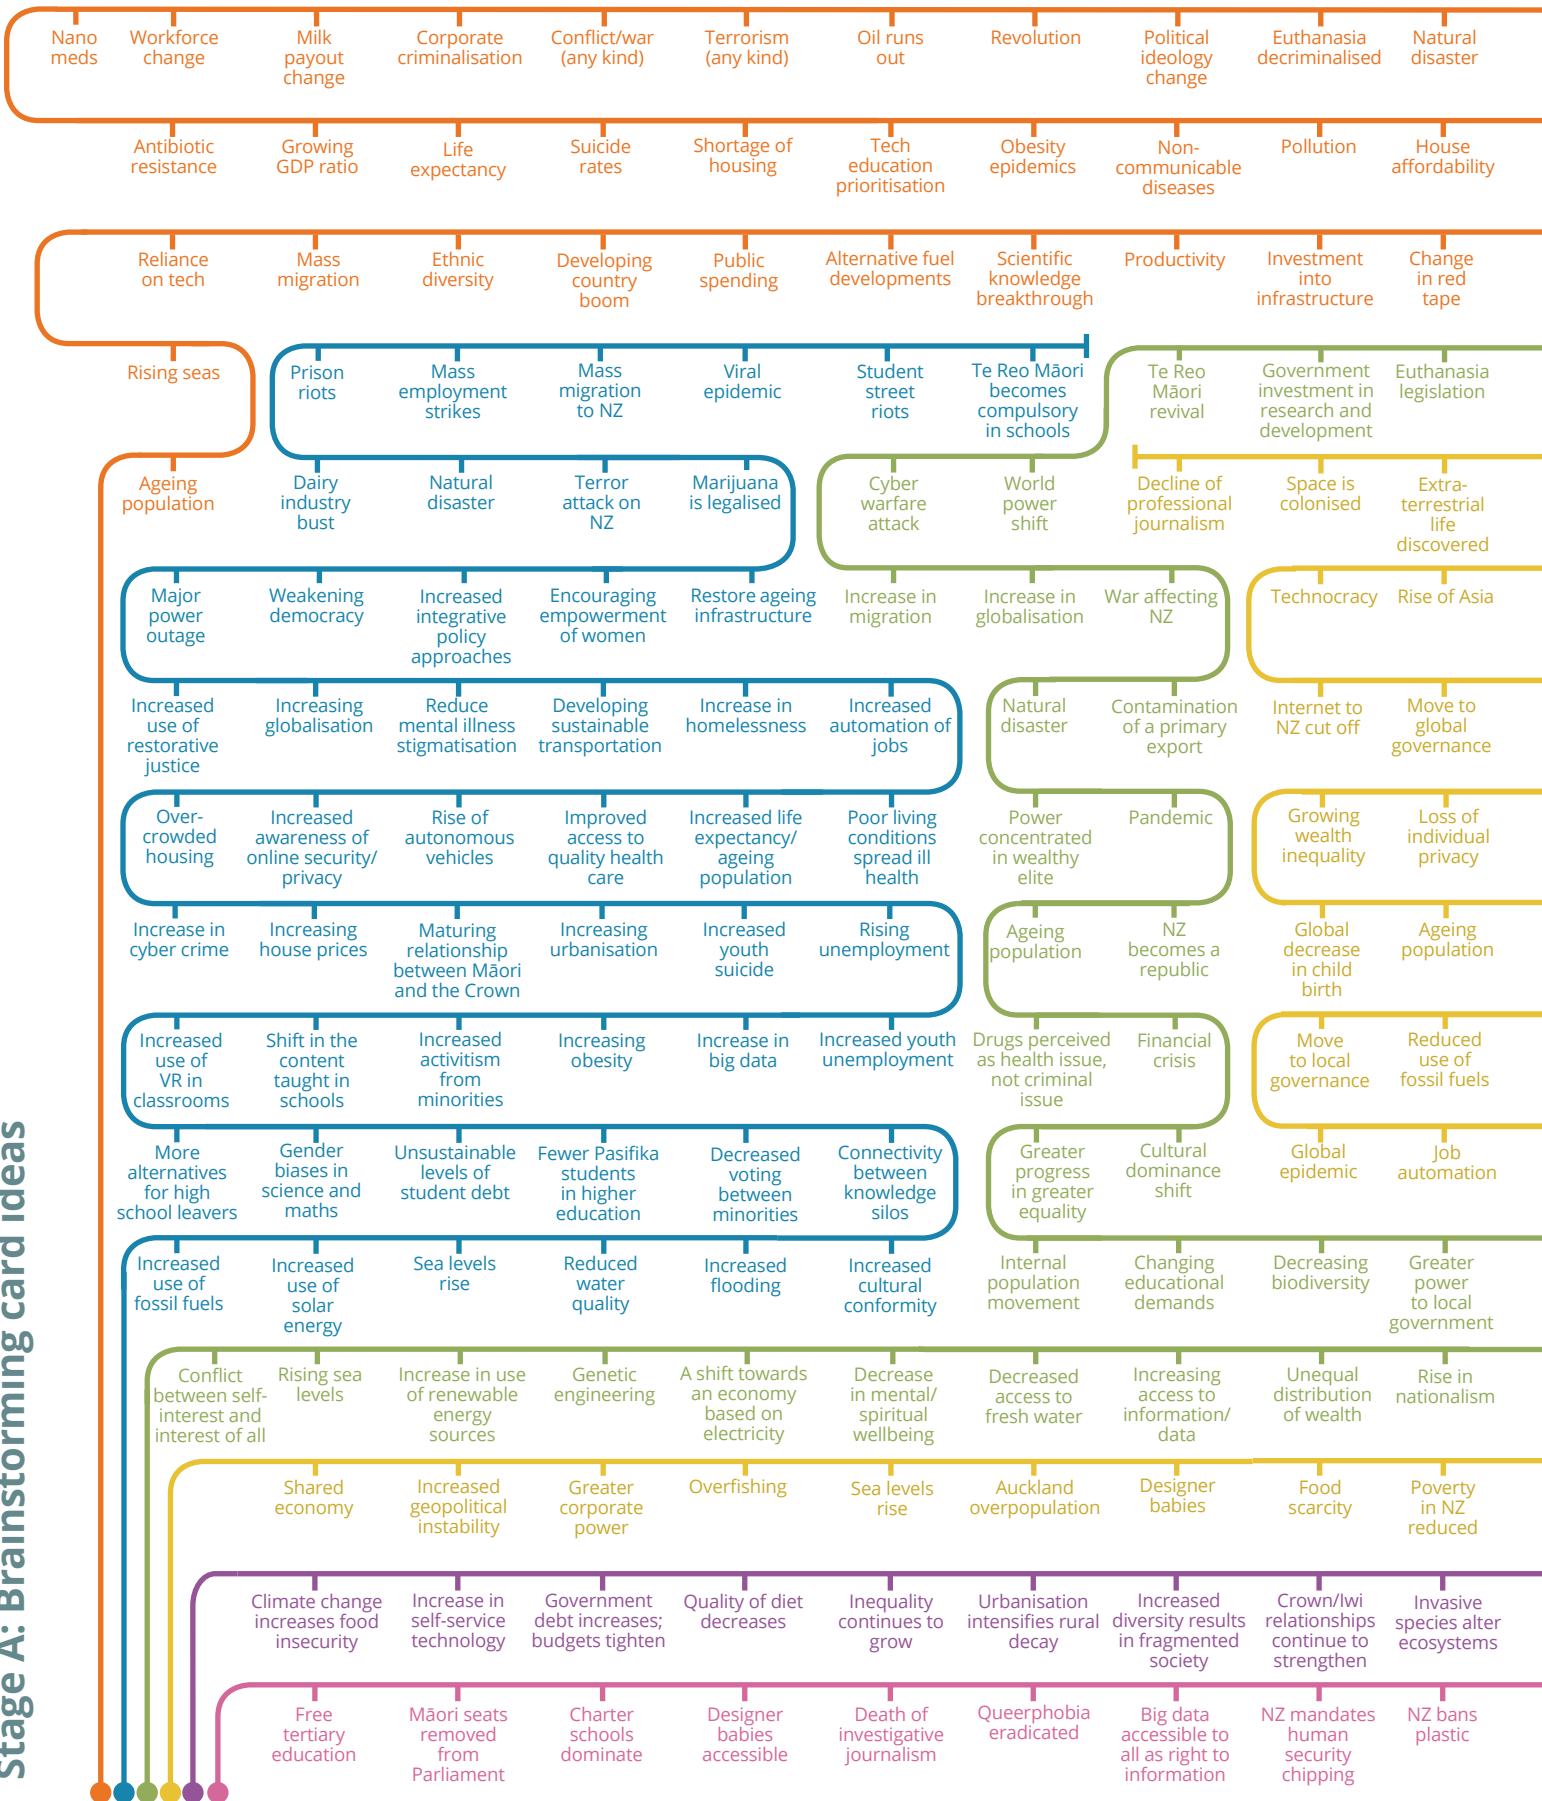 Nano
meds
Workforce
change
Milk
payout
change
Corporate
criminalisation
Conflict/war
(any kind)
Terrorism
(any kind)
Oil runs
out
Revolution
Political
ideology
change
Euthanasia
decriminalised
Natural
disaster
Antibiotic
resistance
Growing
GDP ratio
Life
expectancy
Suicide
rates
Shortage of
housing
Tech
education
prioritisation
Obesity
epidemics
Non-
communicable
diseases
Pollution
House
affordability
Reliance
on tech
Mass
migration
Ethnic
diversity
Developing
country
boom
Public
spending
Alternative fuel
developments
Scientific
knowledge
breakthrough
Productivity
Investment
into
infrastructure
Change
in red
tape
Rising seas
Prison
riots
Mass
employment
strikes
Mass
migration
to NZ
Viral
epidemic
Student
street
riots
Te Reo Māori
becomes
compulsory
in schools
Te Reo
Māori
revival
Government
investment in
research and
development
Euthanasia
legislation
Ageing
population
Dairy
industry
bust
Natural
disaster
Terror
attack on
NZ
Marijuana
is legalised
Cyber
warfare
attack
World
power
shift
Decline of
professional
journalism
Space is
colonised
Extra-
terrestrial
life
discovered
Major
power
outage
Weakening
democracy
Increased
integrative
policy
approaches
Encouraging
empowerment
of women
Restore ageing
infrastructure
Increase in
migration
Increase in
globalisation
War affecting
NZ
Technocracy
Rise of Asia
Increased
use of
restorative
justice
Increasing
globalisation
Reduce
mental illness
stigmatisation
Developing
sustainable
transportation
Increase in
homelessness
Increased
automation of
jobs
Natural
disaster
Contamination
of a primary
export
Internet to
NZ cut off
Move to
global
governance
Over-
crowded
housing
Increased
awareness of
online security/
privacy
Rise of
autonomous
vehicles
Improved
access to
quality health
care
Increased life
expectancy/
ageing
population
Poor living
conditions
spread ill
health
Power
concentrated
in wealthy
elite
Pandemic
Growing
wealth
inequality
Loss of
individual
privacy
Increase in
cyber crime
Increasing
house prices
Maturing
relationship
between Māori
and the Crown
Increasing
urbanisation
Increased
youth
suicide
Rising
unemployment
Ageing
population
NZ
becomes a
republic
Global
decrease
in child
birth
Ageing
population
Increased
use of
VR in
classrooms
Shift in the
content
taught in
schools
Increased
activitism
from
minorities
Increasing
obesity
Increase in
big data
Increased youth
unemployment
Drugs perceived
as health issue,
not criminal
issue
Financial
crisis
Move
to local
governance
Reduced
use of
fossil fuels
More
alternatives
for high
school leavers
Gender
biases in
science and
maths
Unsustainable
levels of
student debt
Fewer Pasifika
students
in higher
education
Decreased
voting
between
minorities
Connectivity
between
knowledge
silos
Greater
progress
in greater
equality
Cultural
dominance
shift
Global
epidemic
Job
automation
Increased
use of
fossil fuels
Increased
use of
solar
energy
Sea levels
rise
Reduced
water
quality
Increased
flooding
Increased
cultural
conformity
Internal
population
movement
Changing
educational
demands
Decreasing
biodiversity
Greater
power
to local
government
Conflict
between self-
interest and
interest of all
Rising sea
levels
Increase in use
of renewable
energy
sources
Genetic
engineering
A shift towards
an economy
based on
electricity
Decrease
in mental/
spiritual
wellbeing
Decreased
access to
fresh water
Increasing
access to
information/
data
Unequal
distribution
of wealth
Rise in
nationalism
Shared
economy
Increased
geopolitical
instability
Greater
corporate
power
Overfishing
Sea levels
rise
Auckland
overpopulation
Designer
babies
Food
scarcity
Poverty
in NZ
reduced
Climate change
increases food
insecurity
Increase in
self-service
technology
Government
debt increases;
budgets tighten
Quality of diet
decreases
Inequality
continues to
grow
Urbanisation
intensifies rural
decay
Increased
diversity results
in fragmented
society
Crown/Iwi
relationships
continue to
strengthen
Invasive
species alter
ecosystems
Free
tertiary
education
Māori seats
removed
from
Parliament
Charter
schools
dominate
Designer
babies
accessible
Death of
investigative
journalism
Queerphobia
eradicated
Big data
accessible to
all as right to
information
NZ mandates
human
security
chipping
NZ bans
plastic
Stage A: Brainstorming card ideas